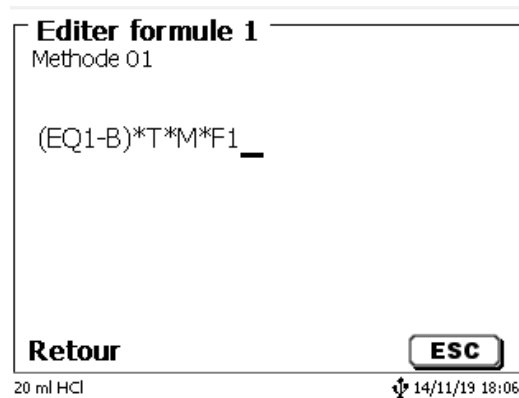 Editer formule 1
Methode 01
(EQ1-B)*T*M*F1_
Retour ESC
20 ml HCl 14/11/19 18:06